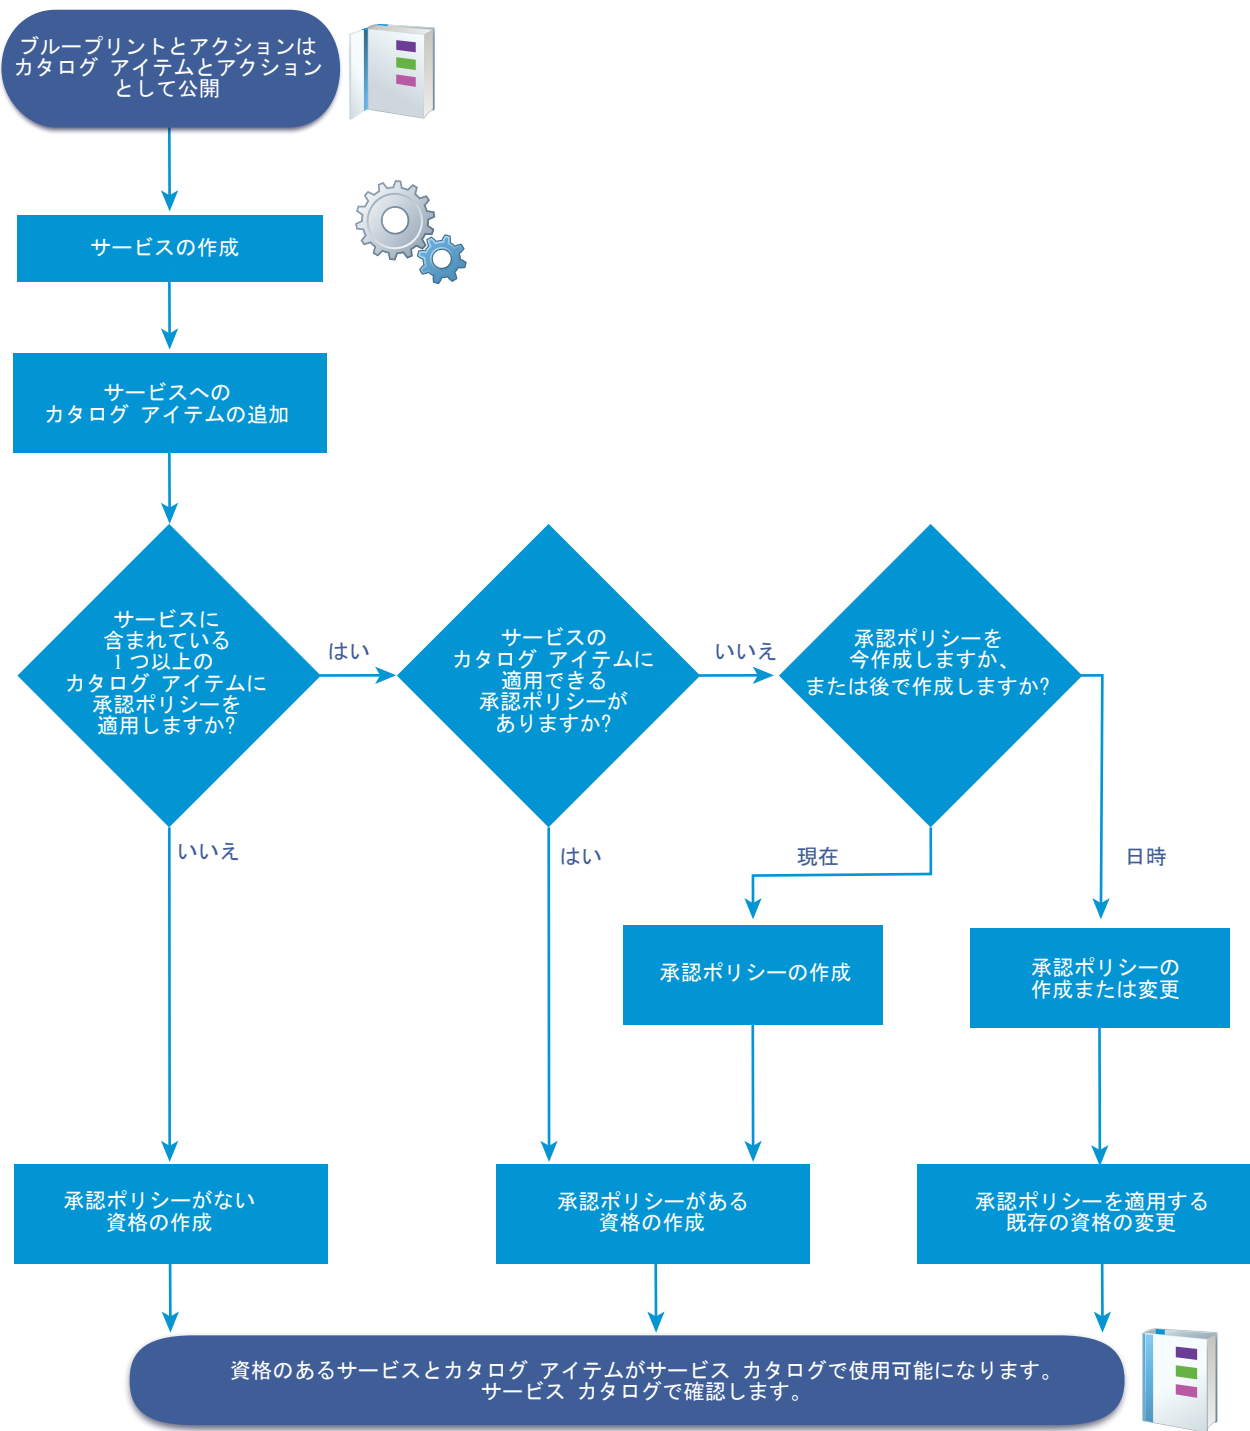 ブループリントとアクションは
カタログ アイテムとアクション
として公開
サービスの作成
サービスへの
カタログ アイテムの追加
サービスに
含まれている
1 つ以上の
カタログ アイテムに
承認ポリシーを
適用しますか?
はい
サービスの
カタログ アイテムに
適用できる
承認ポリシーが
ありますか?
いいえ
承認ポリシーを
今作成しますか、
または後で作成しますか?
いいえ
はい
現在
日時
承認ポリシーの作成
承認ポリシーの
作成または変更
承認ポリシーがない
資格の作成
承認ポリシーがある
資格の作成
承認ポリシーを適用する
既存の資格の変更
資格のあるサービスとカタログ アイテムがサービス カタログで使用可能になります。
サービス カタログで確認します。